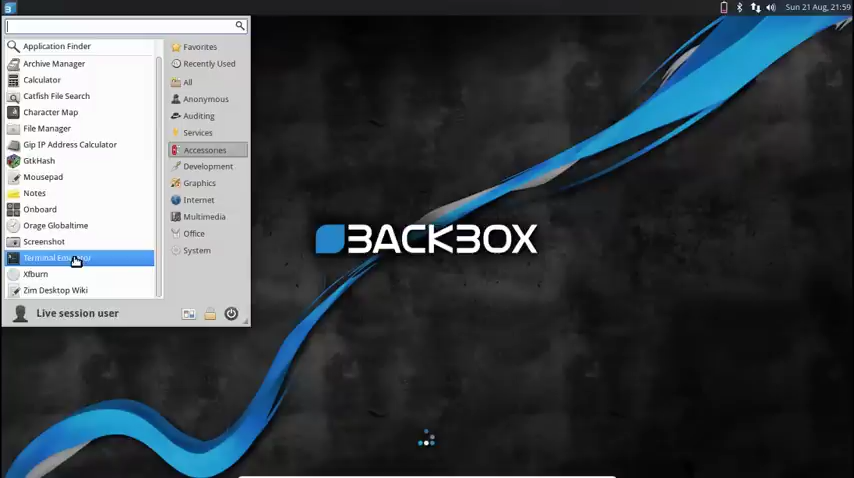 Sun 21 Aug, 21:59
Application Finder
Archive Manager
Calculator
Catfish File Search
Character Map
File Manager
Gip IP Address Calculator
GtkHash
Mousepad
Notes
Onboard
Orage Globaltime
Screenshot
Terminal Emulator
Xfburn
Zim Desktop Wiki
Favorites
Recently Used
All
Anonymous
Auditing
Services
Accessories
Development
Graphics
Internet
Multimedia
Office
System
Live session user
BACKBOX